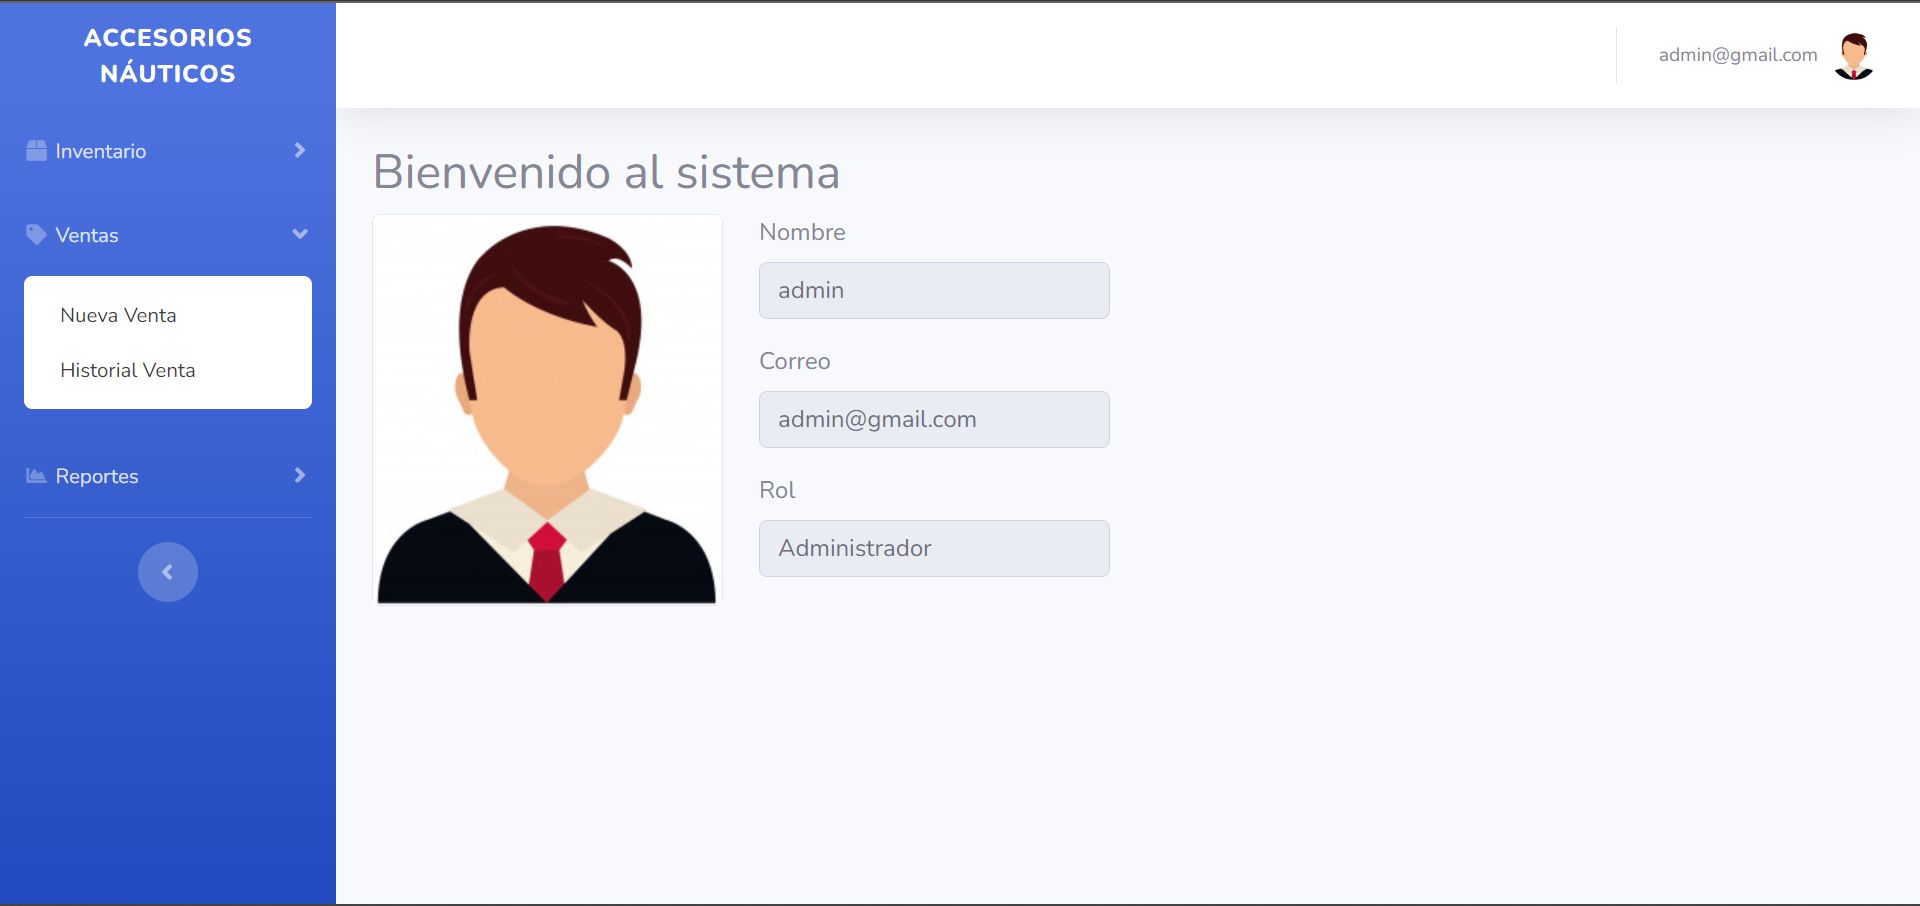 ACCESORIOS
NÁUTICOS
Inventario
Ventas
Nueva Venta
Historial Venta
Reportes
admin@gmail.com
Bienvenido al sistema
Nombre
admin
Correo
admin@gmail.com
Rol
Administrador